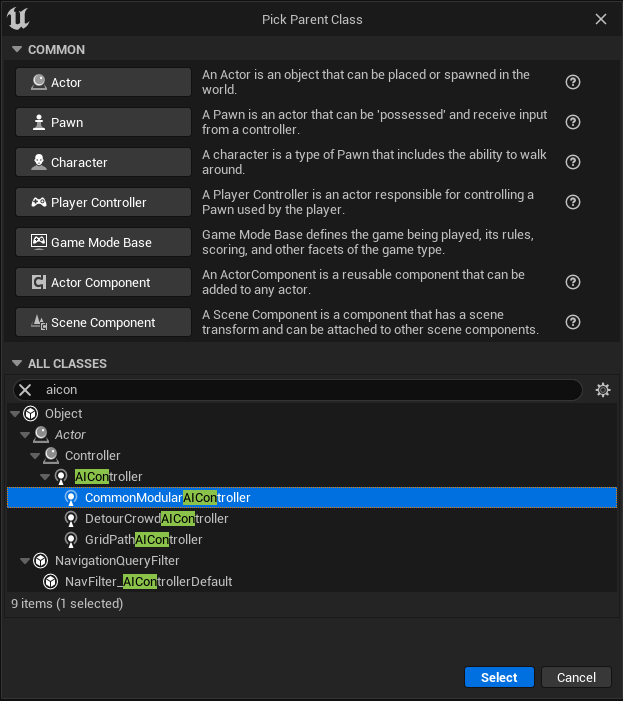 Pick Parent Class
COMMON
Actor
An Actor is an object that can be placed or spawned in the
world.
Pawn
A Pawn is an actor that can be 'possessed' and receive input
from a controller.
Character
A character is a type of Pawn that includes the ability to walk
around.
Player Controller
A Player Controller is an actor responsible for controlling a
Pawn used by the player.
Game Mode Base
Game Mode Base defines the game being played, its rules,
scoring, and other facets of the game type.
Actor Component
An ActorComponent is a reusable component that can be
added to any actor.
Scene Component
A Scene Component is a component that has a scene
transform and can be attached to other scene components.
ALL CLASSES
aicon
Object
Actor
Controller
AIController
CommonModularAIController
DetourCrowdAIController
GridPathAIController
NavigationQueryFilter
NavFilter_AIControllerDefault
9 items (1 selected)
Select
Cancel